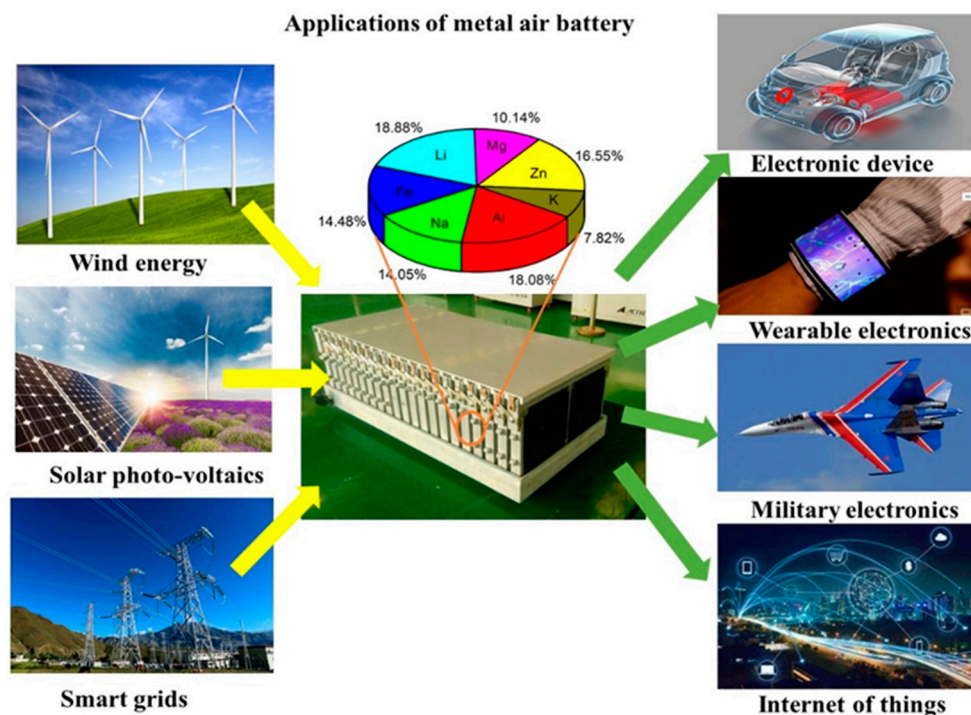 Applications of metal air battery
Wind energy
Solar photo-voltaics
Smart grids
18.88%
10.14%
16.55%
7.82%
18.08%
14.05%
14.48%
Li
Mg
Zn
K
Ai
Na
Fe
Electronic device
Wearable electronics
Military electronics
Internet of things